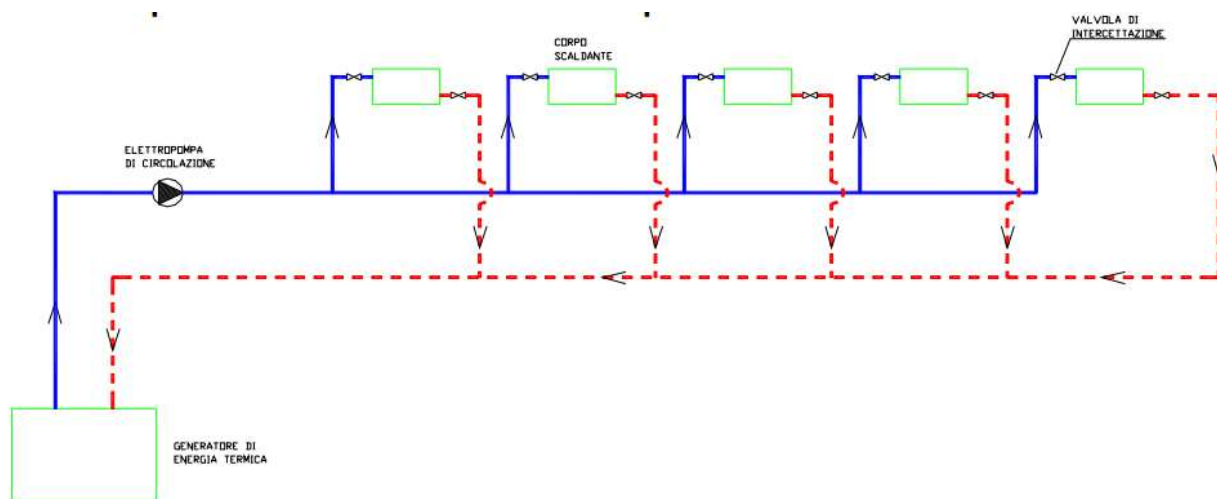 VALVOLA DI
INTERCETTAZIONE
CORPO
SCALDANTE
ELETTROPOMPA
DI CIRCOLAZIONE
GENERATORE DI
ENERGIA TERMICA